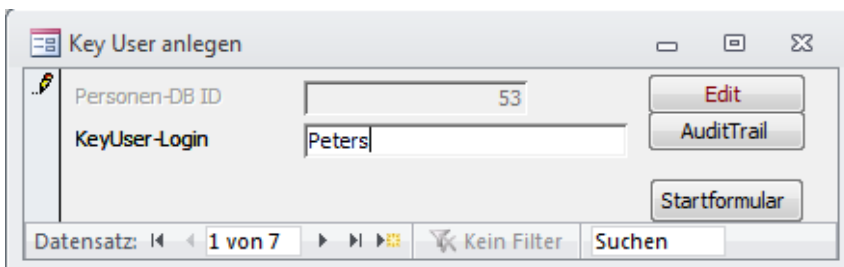 Key User anlegen
Personen-DB ID 53 Edit
KeyUser-Login Peters AuditTrail
Startformular
Datensatz: 1 von 7 Kein Filter Suchen